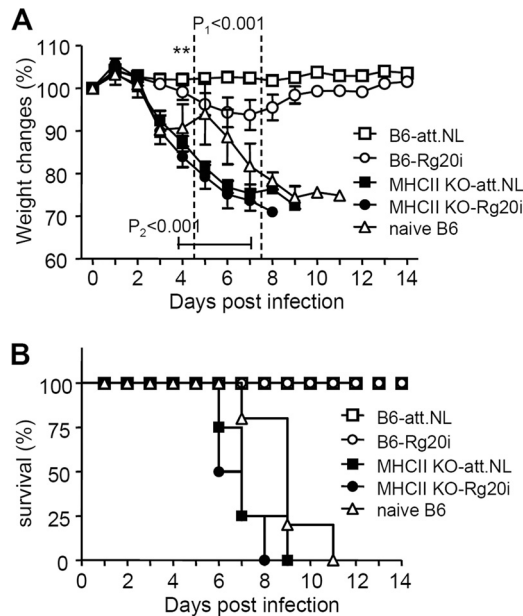 A
P₁<0.001
**
Weight changes (%)
110
100
90
80
70
60
P₂<0.001
B6-att.NL
B6-Rg20i
MHCII KO-att.NL
MHCII KO-Rg20i
naive B6
0 2 4 6 8 10 12 14
Days post infection
B
survival (%)
100
75
50
25
0
B6-att.NL
B6-Rg20i
MHCII KO-att.NL
MHCII KO-Rg20i
naive B6
0 2 4 6 8 10 12 14
Days post infection